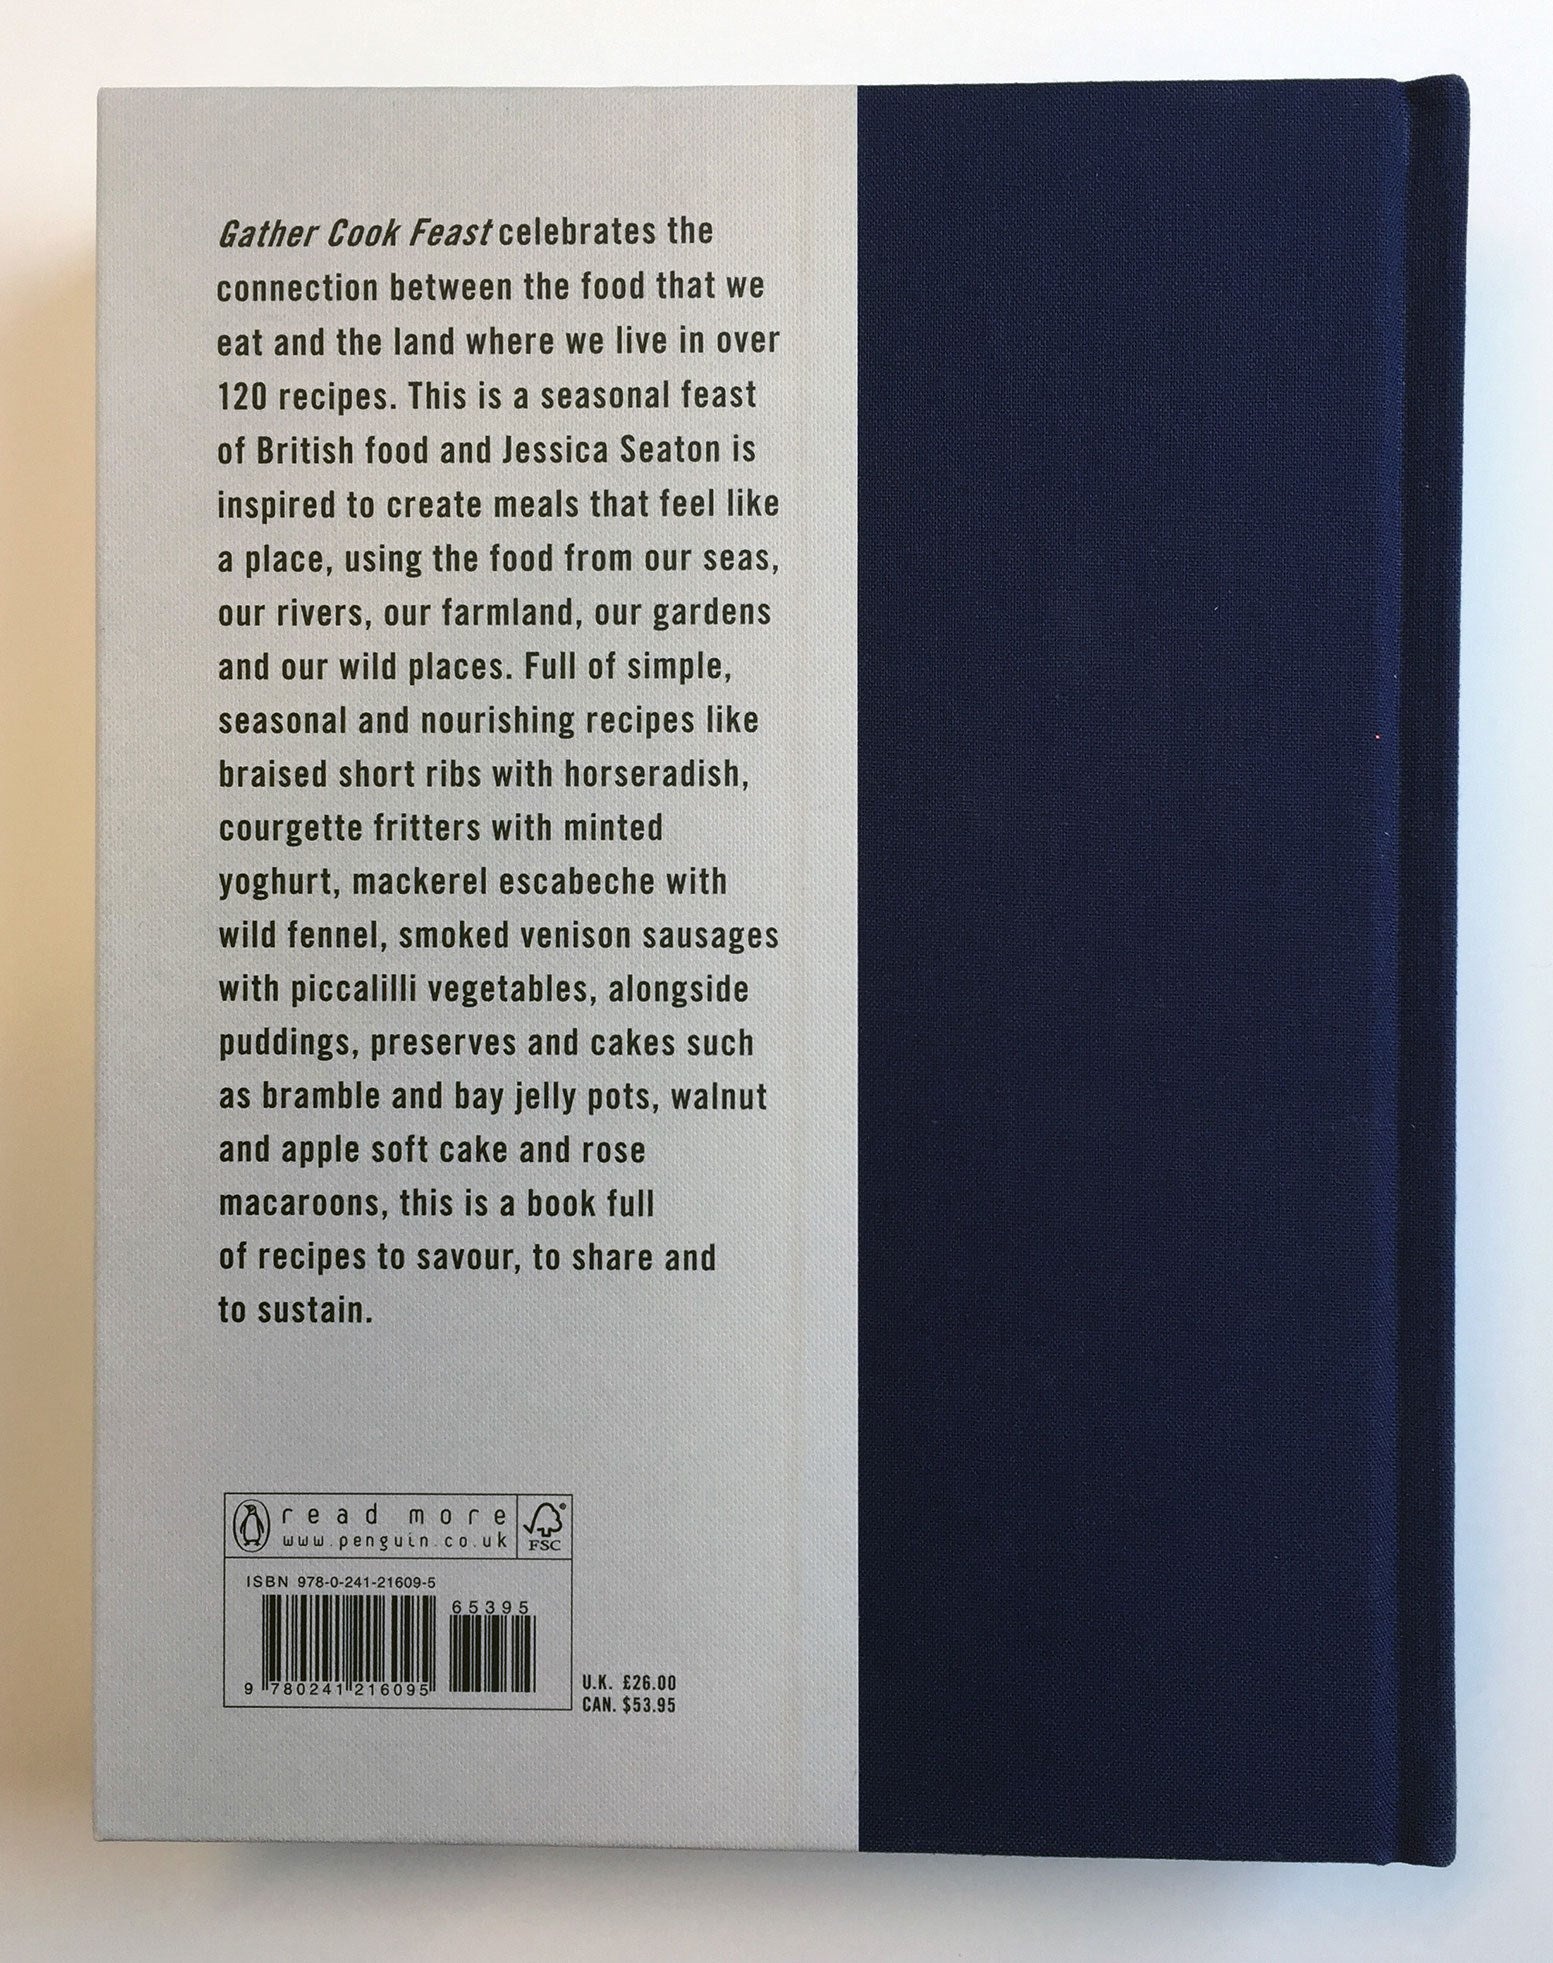 Gather Cook Feast celebrates the
connection between the food that we
eat and the land where we live in over
120 recipes. This is a seasonal feast
of British food and Jessica Seaton is
inspired to create meals that feel like
a place, using the food from our seas,
our rivers, our farmland, our gardens
and our wild places. Full of simple,
seasonal and nourishing recipes like
braised short ribs with horseradish,
courgette fritters with minted
yoghurt, mackerel escabeche with
wild fennel, smoked venison sausages
with piccalilli vegetables, alongside
puddings, preserves and cakes such
as bramble and bay jelly pots, walnut
and apple soft cake and rose
macaroons, this is a book full
of recipes to savour, to share and
to sustain.
read more
www.penguin.co.uk
® FSC
ISBN 978-0-241-21609-5
65395
9 780241 216095
U.K. £26.00
CAN. $53.95